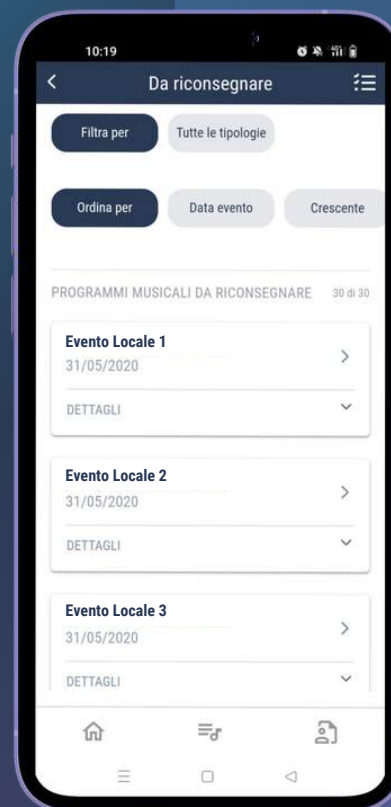 10:19
Da riconsegnare
Filtra per
Tutte le tipologie
Ordina per
Data evento
Crescente
PROGRAMMI MUSICALI DA RICONSEGNARE 30 di 30
Evento Locale 1
31/05/2020
DETTAGLI
Evento Locale 2
31/05/2020
DETTAGLI
Evento Locale 3
31/05/2020
DETTAGLI